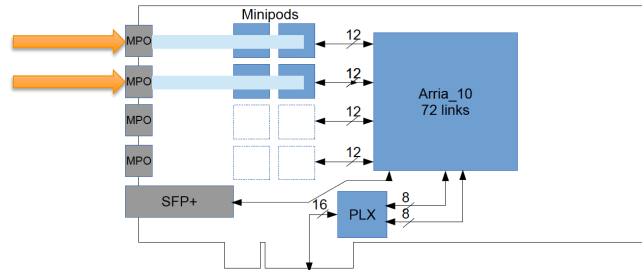 Minipods
MPO
12
MPO
12
Arria_10
72 links
MPO
12
MPO
12
SFP+
16
PLX
8
8